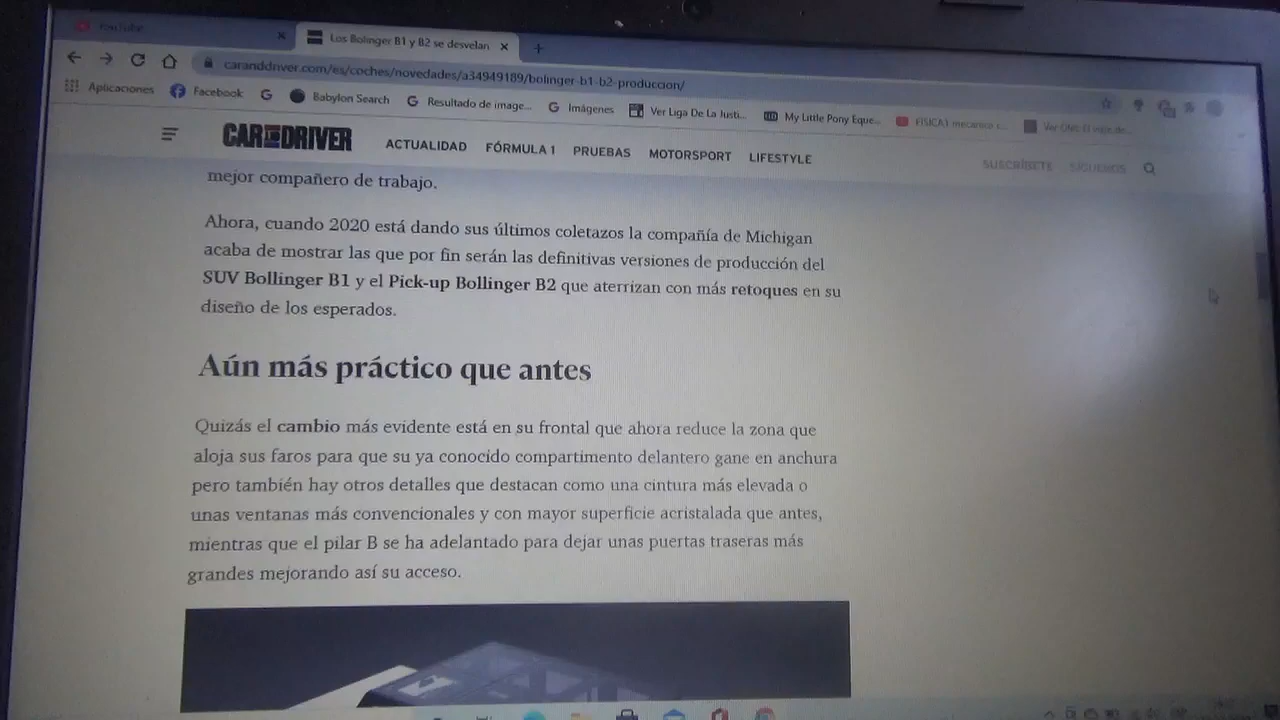 YouTube
Los Bolinger B1 y B2 se desvelan
caranddriver.com/es/coches/novedades/a34949189/bolinger-b1-b2-produccion/
Aplicaciones Facebook Babylon Search Resultado de image... Imágenes Ver Liga De La Justi... My Little Pony Eque... FISICA I mecanica
CAR AND DRIVER ACTUALIDAD FÓRMULA 1 PRUEBAS MOTORSPORT LIFESTYLE SUSCRÍBETE SÍGUENOS
mejor compañero de trabajo.
Ahora, cuando 2020 está dando sus últimos coletazos la compañía de Michigan
acaba de mostrar las que por fin serán las definitivas versiones de producción del
SUV Bollinger B1 y el Pick-up Bollinger B2 que aterrizan con más retoques en su
diseño de los esperados.
Aún más práctico que antes
Quizás el cambio más evidente está en su frontal que ahora reduce la zona que
aloja sus faros para que su ya conocido compartimento delantero gane en anchura
pero también hay otros detalles que destacan como una cintura más elevada o
unas ventanas más convencionales y con mayor superficie acristalada que antes,
mientras que el pilar B se ha adelantado para dejar unas puertas traseras más
grandes mejorando así su acceso.